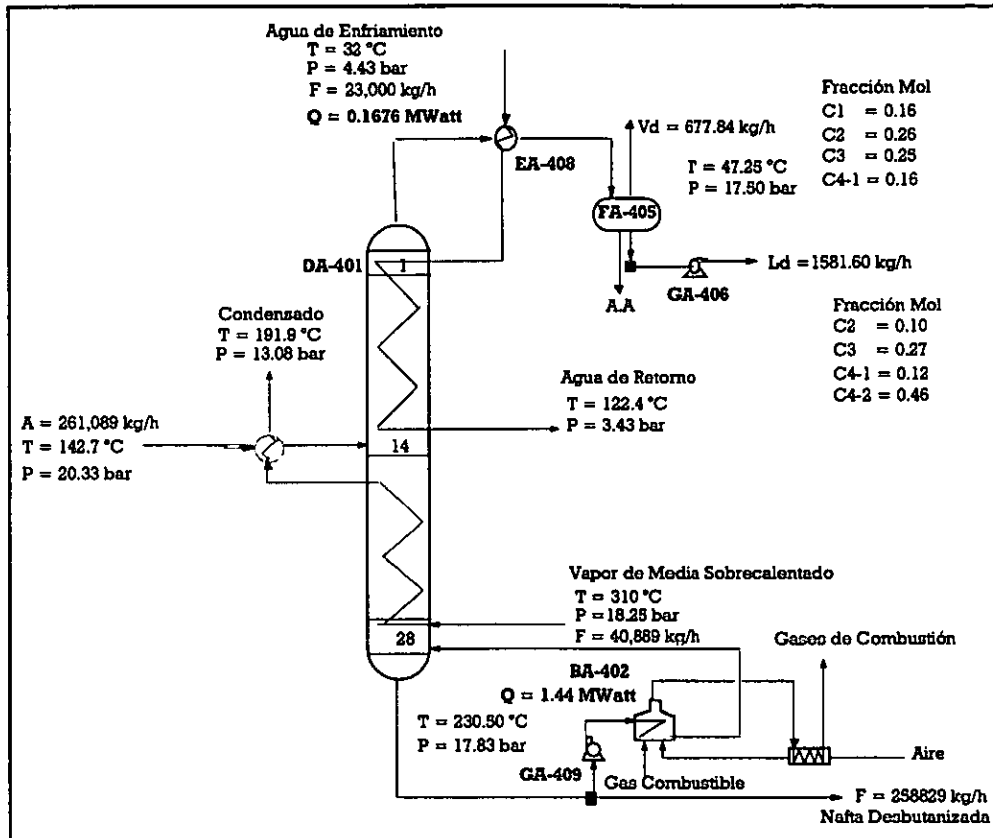 Agua de Enfriamiento
T = 32 °C
P = 4.43 bar
F = 23,000 kg/h
Q = 0.1676 MWatt
EA-408
Vd = 677.84 kg/h
T = 47.25 °C
P = 17.50 bar
Fracción Mol
C1 = 0.16
C2 = 0.26
C3 = 0.25
C4-1 = 0.16
FA-405
DA-401
1
Ld = 1581.60 kg/h
GA-406
A.A
Fracción Mol
C2 = 0.10
C3 = 0.27
C4-1 = 0.12
C4-2 = 0.46
Condensado
T = 191.9 °C
P = 13.08 bar
Agua de Retorno
T = 122.4 °C
P = 3.43 bar
A = 261,089 kg/h
T = 142.7 °C
P = 20.33 bar
14
Vapor de Media Sobrecalentado
T = 310 °C
P = 18.25 bar
F = 40,889 kg/h
28
Gases de Combustión
BA-402
Q = 1.44 MWatt
T = 230.50 °C
P = 17.83 bar
GA-409
Gas Combustible
Aire
F = 258829 kg/h
Nafta Desbutanizada